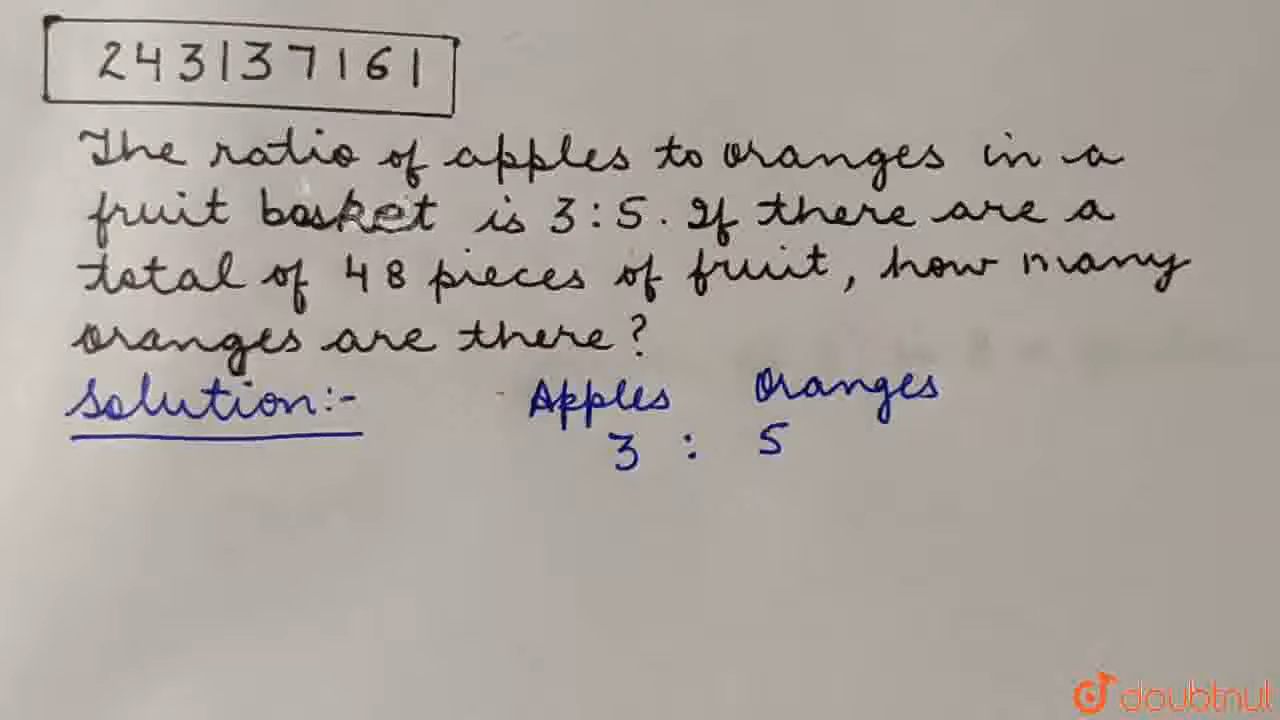 243137161
The ratio of apples to oranges in a
fruit basket is 3:5. If there are a
total of 48 pieces of fruit, how many
oranges are there?
Solution:-
Apples Oranges
3 : 5
doubtnut